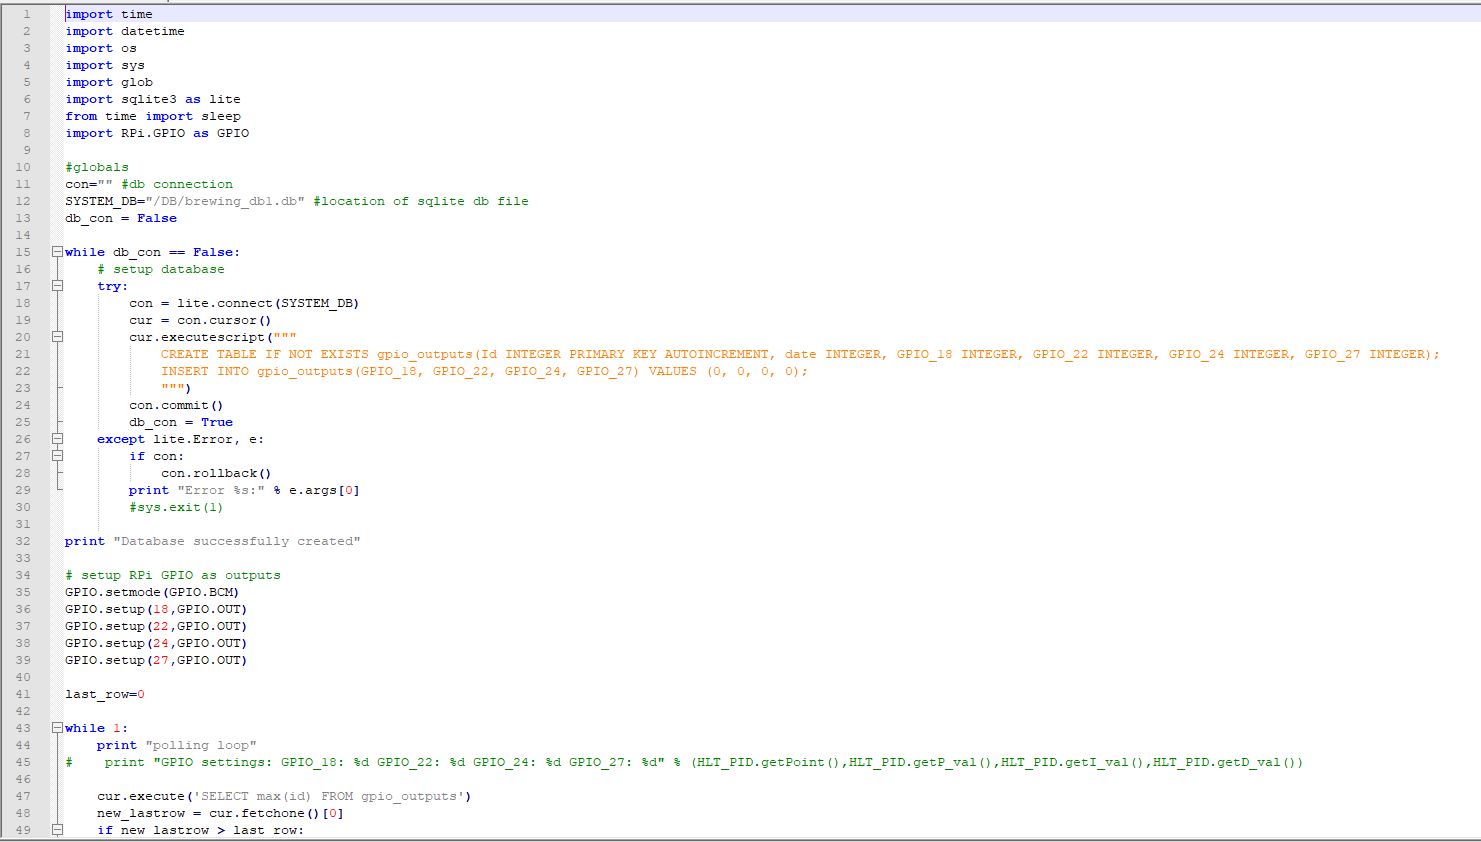 1 import time
2 import datetime
3 import os
4 import sys
5 import glob
6 import sqlite3 as lite
7 from time import sleep
8 import RPi.GPIO as GPIO
9
10 #globals
11 con="" #db connection
12 SYSTEM_DB="/DB/brewing_db1.db" #location of sqlite db file
13 db_con = False
14
15 while db_con == False:
16     # setup database
17     try:
18         con = lite.connect(SYSTEM_DB)
19         cur = con.cursor()
20         cur.executescript("""
21             CREATE TABLE IF NOT EXISTS gpio_outputs(Id INTEGER PRIMARY KEY AUTOINCREMENT, date INTEGER, GPIO_18 INTEGER, GPIO_22 INTEGER, GPIO_24 INTEGER, GPIO_27 INTEGER);
22             INSERT INTO gpio_outputs(GPIO_18, GPIO_22, GPIO_24, GPIO_27) VALUES (0, 0, 0, 0);
23             """)
24         con.commit()
25         db_con = True
26     except lite.Error, e:
27         if con:
28             con.rollback()
29         print "Error %s:" % e.args[0]
30         #sys.exit(1)
31
32 print "Database successfully created"
33
34 # setup RPi GPIO as outputs
35 GPIO.setmode(GPIO.BCM)
36 GPIO.setup(18,GPIO.OUT)
37 GPIO.setup(22,GPIO.OUT)
38 GPIO.setup(24,GPIO.OUT)
39 GPIO.setup(27,GPIO.OUT)
40
41 last_row=0
42
43 while 1:
44     print "polling loop"
45 #    print "GPIO settings: GPIO_18: %d GPIO_22: %d GPIO_24: %d GPIO_27: %d" % (HLT_PID.getPoint(),HLT_PID.getP_val(),HLT_PID.getI_val(),HLT_PID.getD_val())
46
47     cur.execute('SELECT max(id) FROM gpio_outputs')
48     new_lastrow = cur.fetchone()[0]
49     if new_lastrow > last_row: